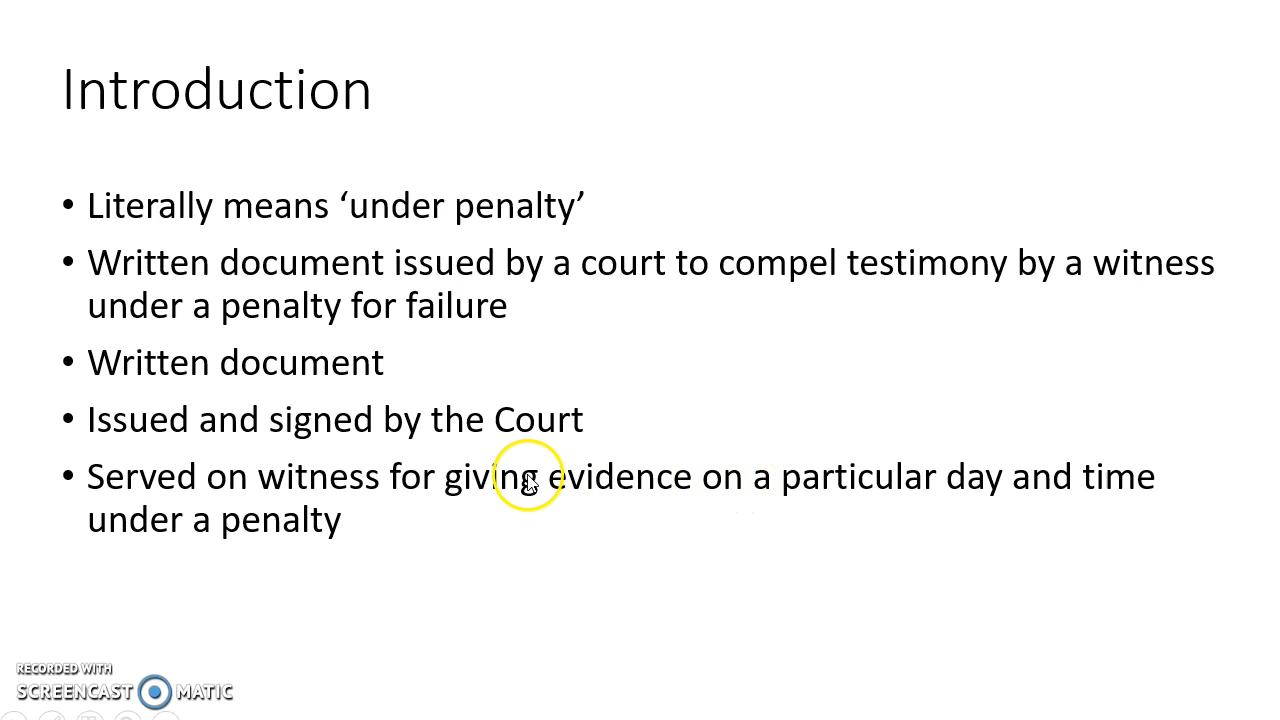 Introduction
• Literally means ‘under penalty’
• Written document issued by a court to compel testimony by a witness
under a penalty for failure
• Written document
• Issued and signed by the Court
• Served on witness for giving evidence on a particular day and time
under a penalty
RECORDED WITH
SCREENCAST MATIC